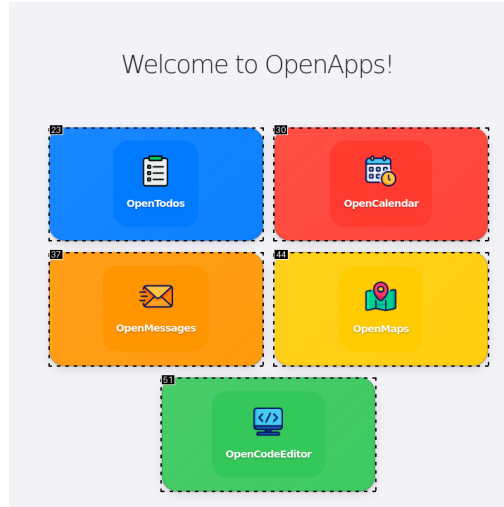 Welcome to OpenApps!
23
OpenTodos
30
OpenCalendar
37
OpenMessages
44
OpenMaps
51
</>
OpenCodeEditor